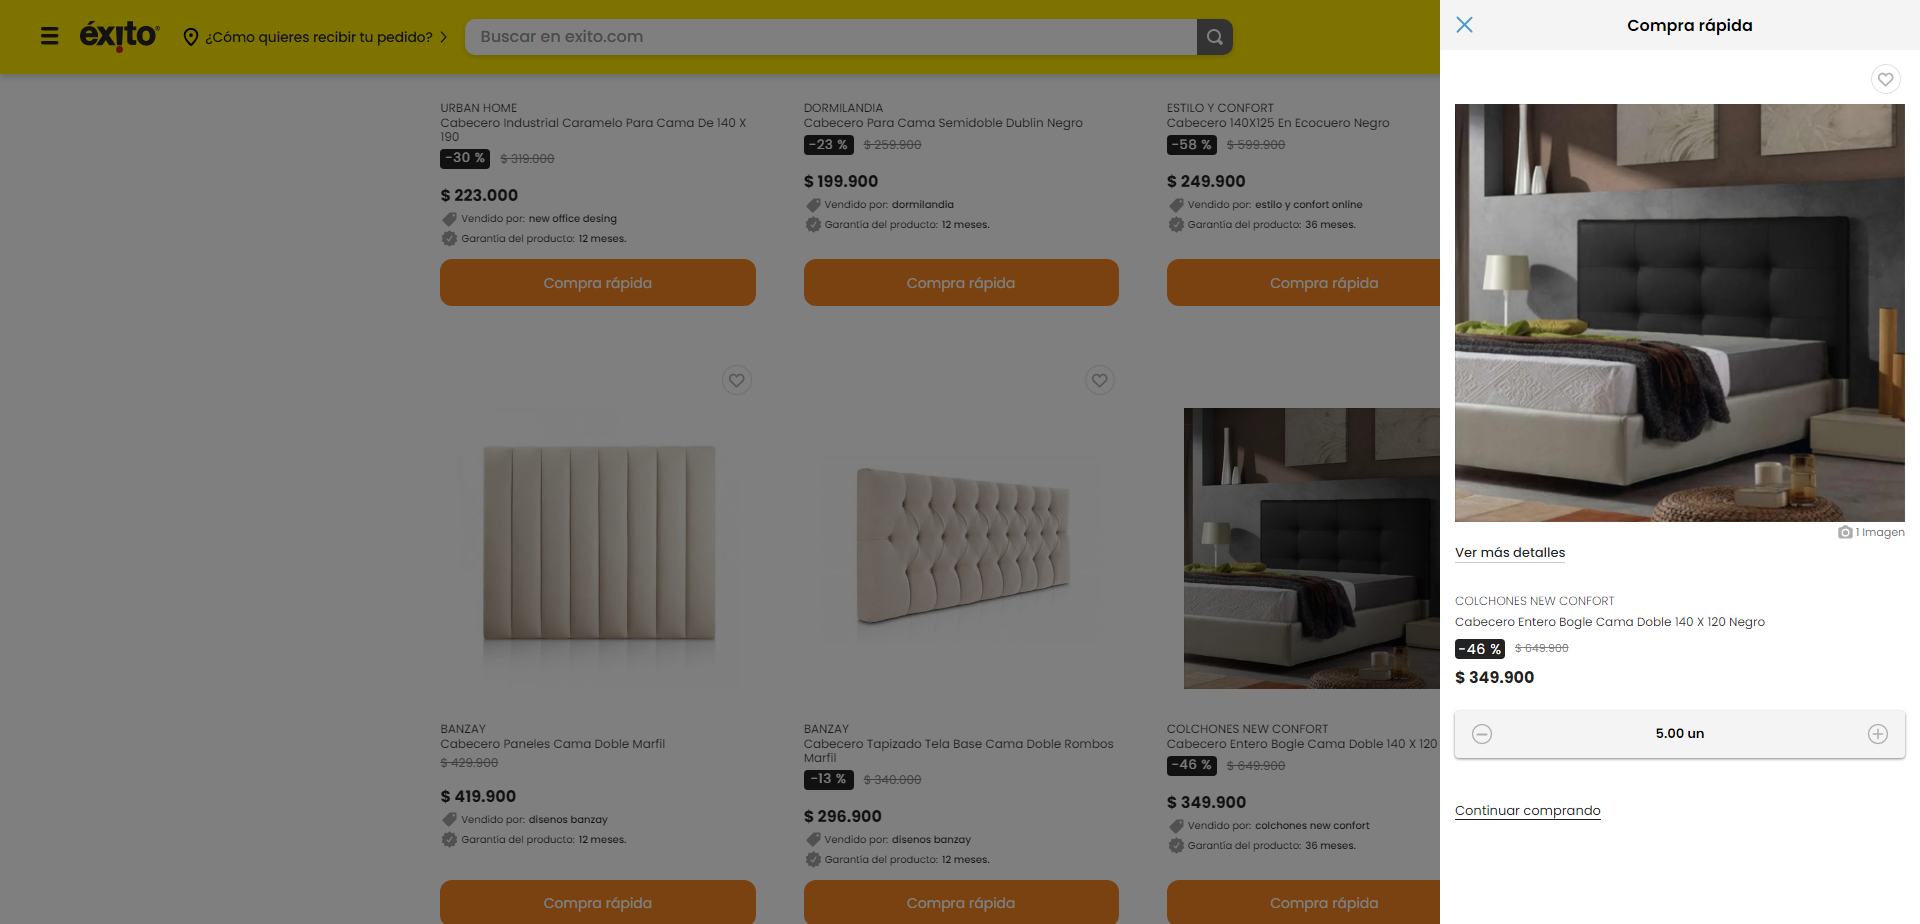 éxito
¿Cómo quieres recibir tu pedido?
Buscar en exito.com
URBAN HOME
Cabecero Industrial Caramelo Para Cama De 140 X
190
-30 % $ 319.000
$ 223.000
Vendido por: new office desing
Garantía del producto: 12 meses.
Compra rápida
DORMILANDIA
Cabecero Para Cama Semidoble Dublin Negro
-23 % $ 259.900
$ 199.900
Vendido por: dormilandia
Garantía del producto: 12 meses.
Compra rápida
ESTILO Y CONFORT
Cabecero 140X125 En Ecocuero Negro
-58 % $ 599.900
$ 249.900
Vendido por: estilo y confort online
Garantía del producto: 36 meses.
Compra rápida
BANZAY
Cabecero Paneles Cama Doble Marfil
$ 429.900
$ 419.900
Vendido por: disenos banzay
Garantía del producto: 12 meses.
Compra rápida
BANZAY
Cabecero Tapizado Tela Base Cama Doble Rombos
Marfil
-13 % $ 340.000
$ 296.900
Vendido por: disenos banzay
Garantía del producto: 12 meses.
Compra rápida
COLCHONES NEW CONFORT
Cabecero Entero Bogle Cama Doble 140 X 120
-46 % $ 649.900
$ 349.900
Vendido por: colchones new confort
Garantía del producto: 36 meses.
Compra rápida
Compra rápida
1 Imagen
Ver más detalles
COLCHONES NEW CONFORT
Cabecero Entero Bogle Cama Doble 140 X 120 Negro
-46 % $ 649.900
$ 349.900
5.00 un
Continuar comprando